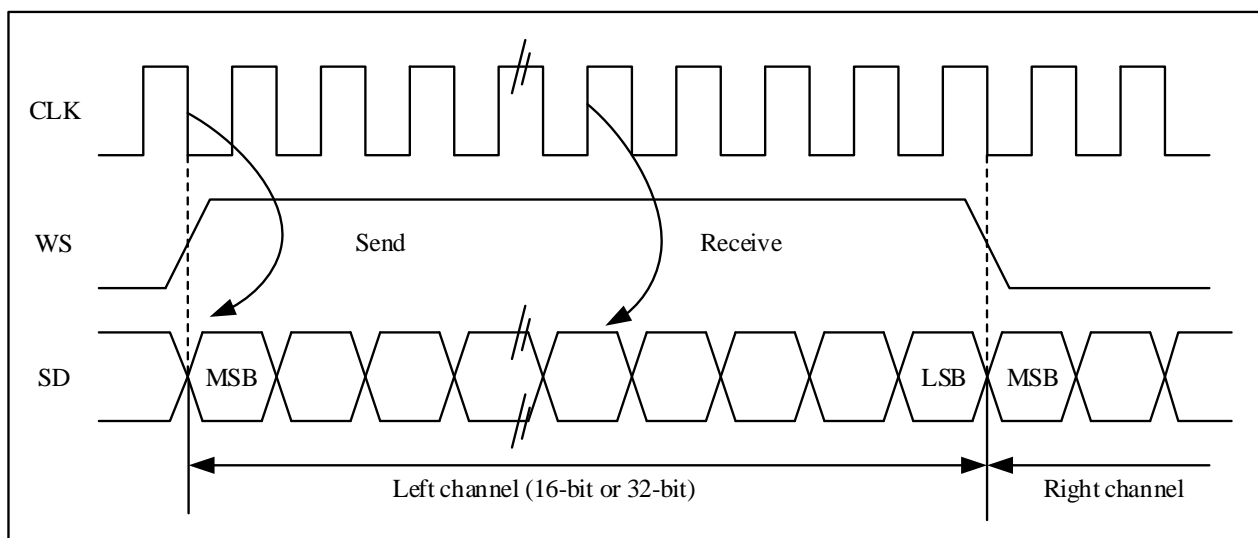 CLK
WS
Send
Receive
SD
MSB
LSB
MSB
Left channel (16-bit or 32-bit)
Right channel